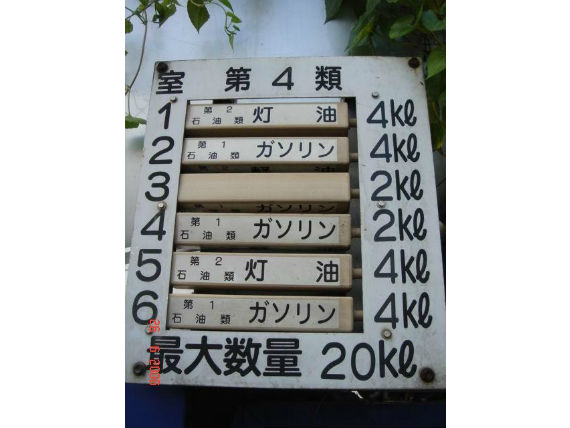 室 第4類
1 第2石油類 灯油 4kℓ
2 第1石油類 ガソリン 4kℓ
3 2kℓ
4 第1石油類 ガソリン 2kℓ
5 第2石油類 灯油 4kℓ
6 第1石油類 ガソリン 4kℓ
最大数量 20kℓ